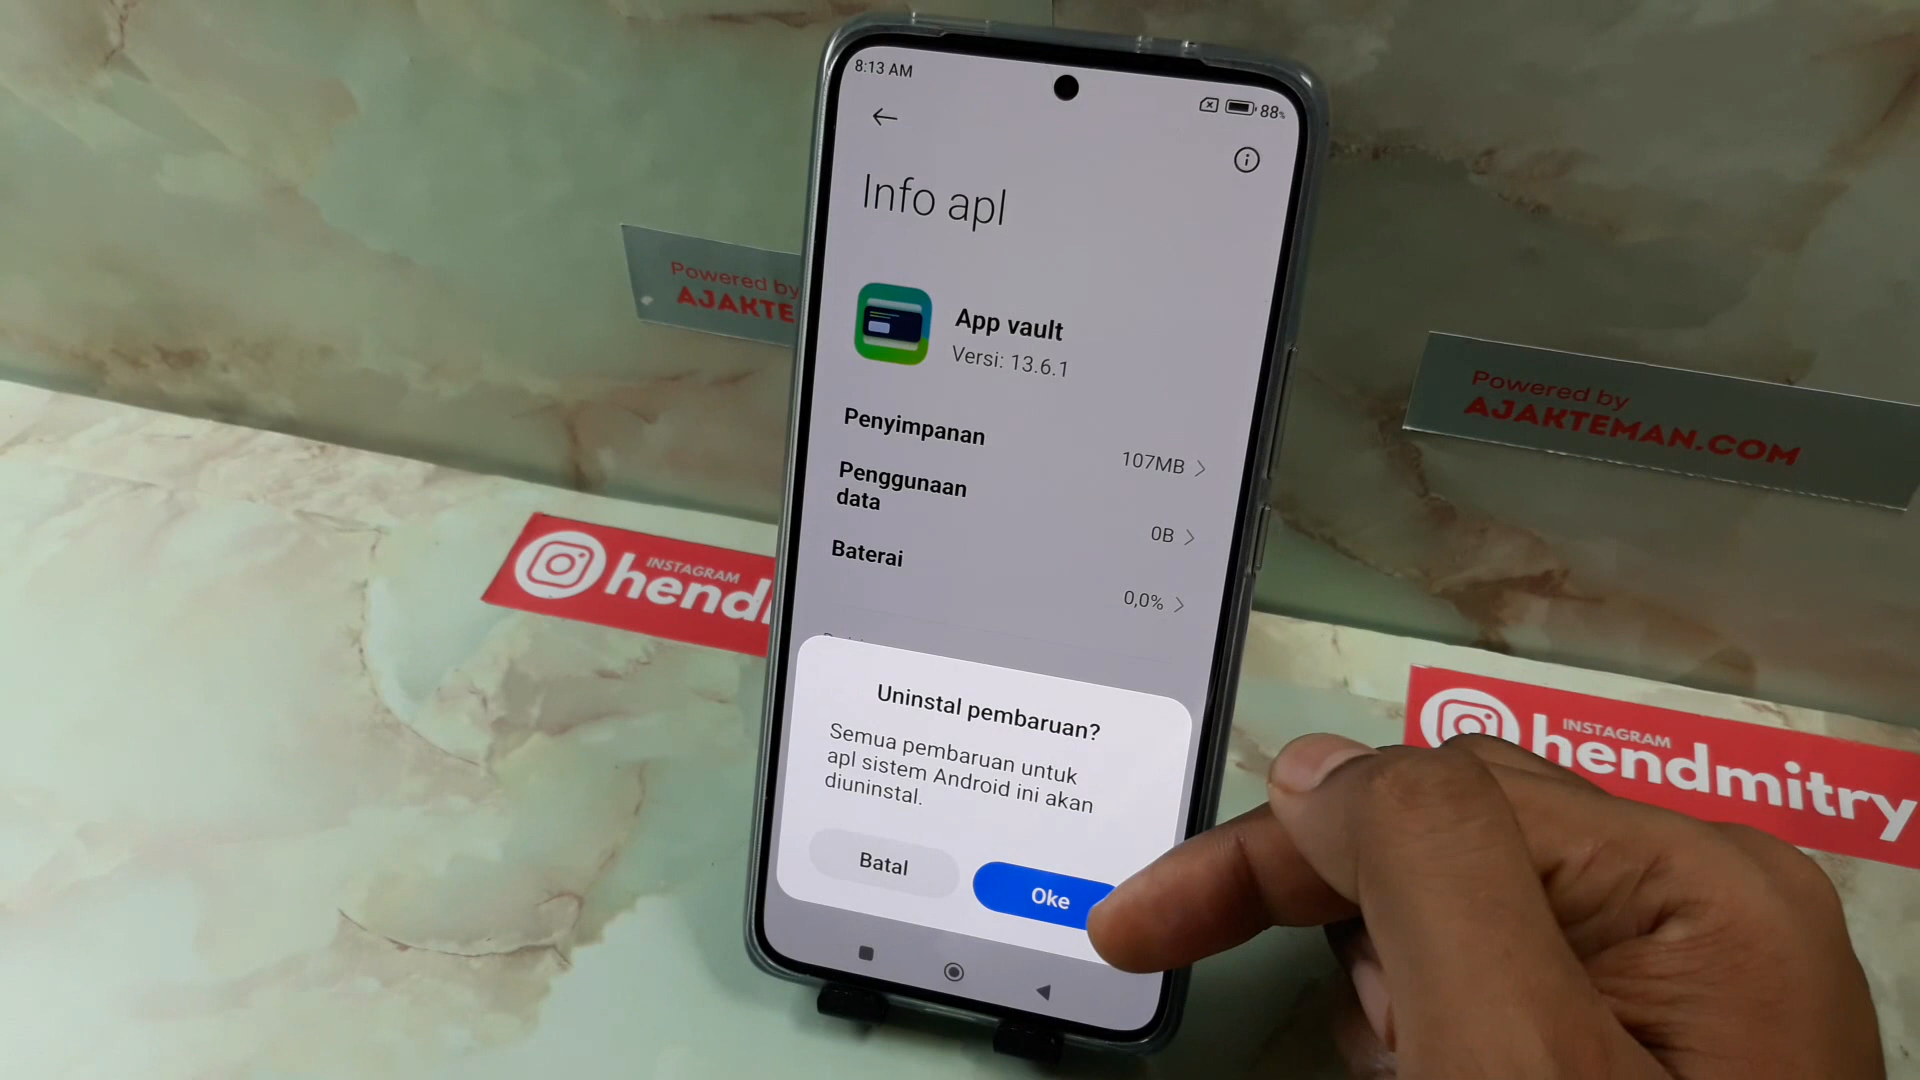 8:13 AM
88%
Info apl
App vault
Versi: 13.6.1
Penyimpanan
107MB
Penggunaan
data
0B
Baterai
0,0%
Uninstal pembaruan?
Semua pembaruan untuk
apl sistem Android ini akan
diuninstal.
Batal
Oke
Powered by
AJAKTE
Powered by
AJAKTEMAN.COM
INSTAGRAM
hend
INSTAGRAM
hendmitry